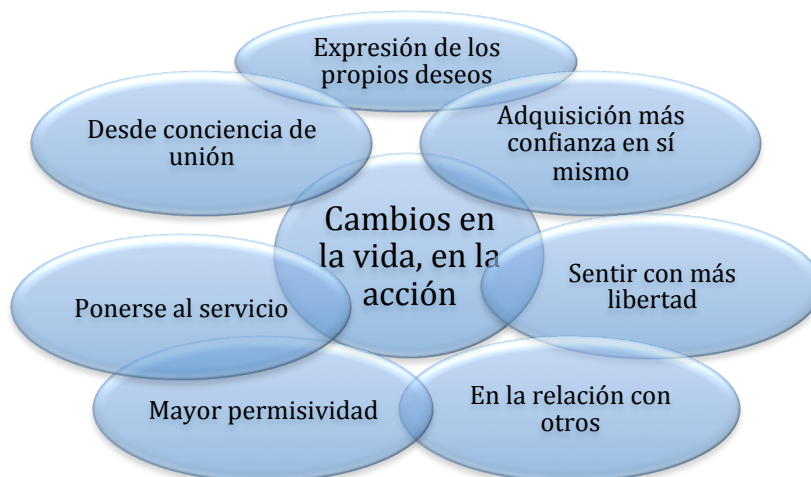 Expresión de los
propios deseos
Desde conciencia de
unión
Adquisición más
confianza en sí
mismo
Cambios en
la vida, en la
acción
Sentir con más
libertad
Ponerse al servicio
Mayor permisividad
En la relación con
otros